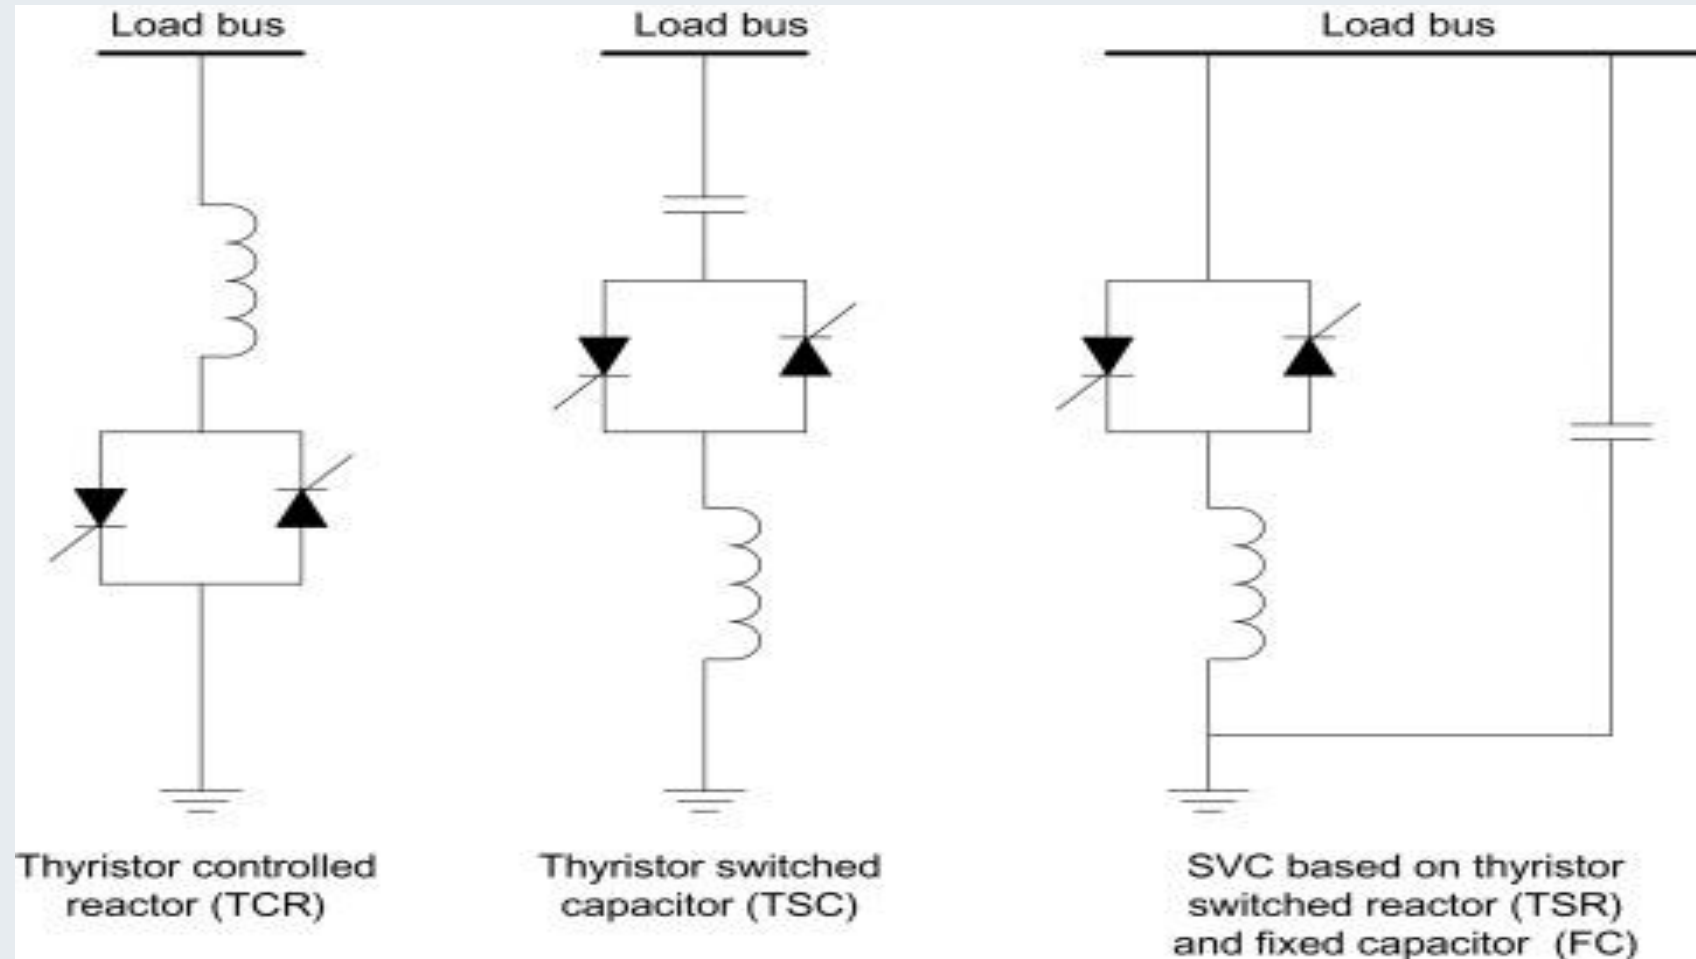 Load bus
Load bus
Load bus
Thyristor controlled
reactor (TCR)
Thyristor switched
capacitor (TSC)
SVC based on thyristor
switched reactor (TSR)
and fixed capacitor (FC)